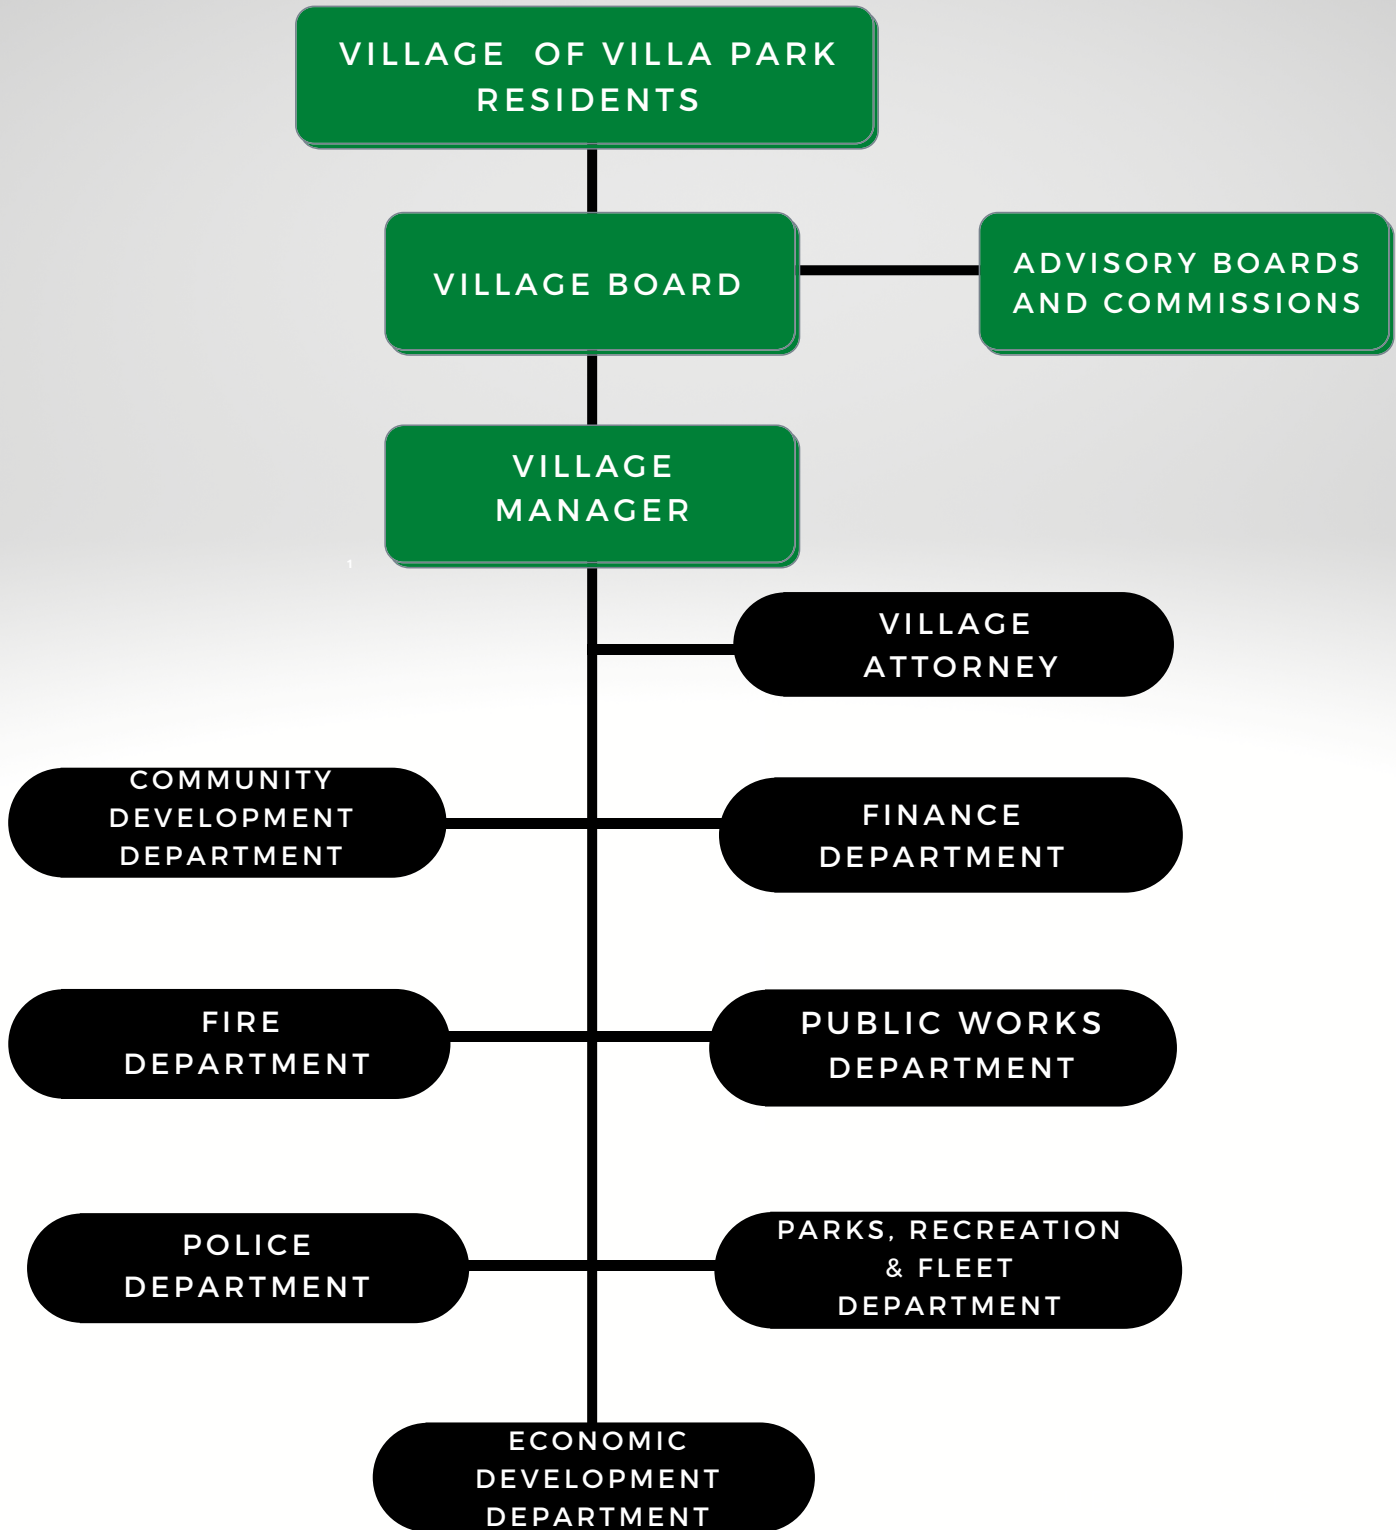 VILLAGE OF VILLA PARK
RESIDENTS
VILLAGE BOARD
ADVISORY BOARDS
AND COMMISSIONS
VILLAGE
MANAGER
1
VILLAGE
ATTORNEY
COMMUNITY
DEVELOPMENT
DEPARTMENT
FINANCE
DEPARTMENT
FIRE
DEPARTMENT
PUBLIC WORKS
DEPARTMENT
POLICE
DEPARTMENT
PARKS, RECREATION
& FLEET
DEPARTMENT
ECONOMIC
DEVELOPMENT
DEPARTMENT